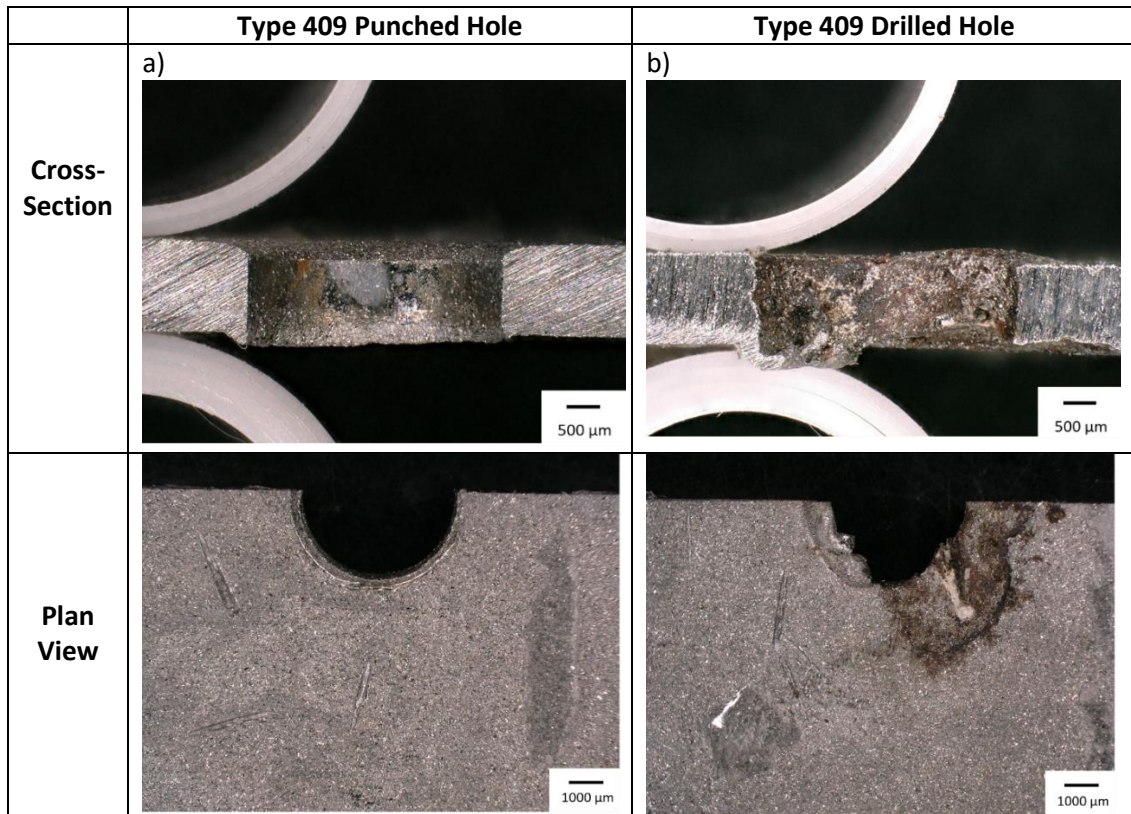 Type 409 Punched Hole
Type 409 Drilled Hole
Cross-
Section
a)
b)
500 µm
500 µm
Plan
View
1000 µm
1000 µm